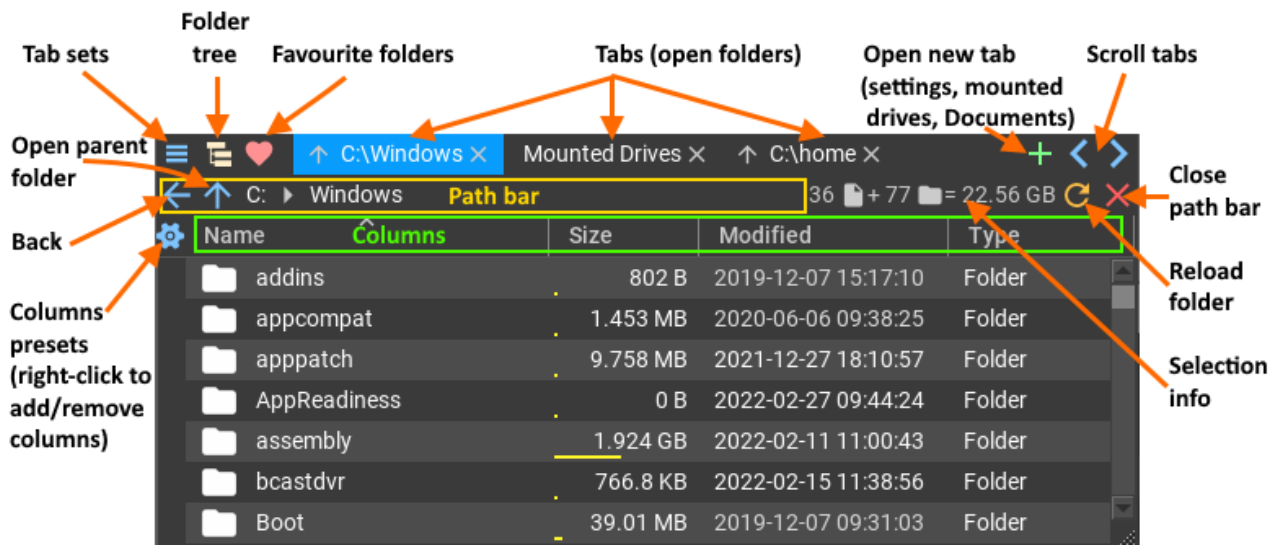 Folder
Tab sets tree Favourite folders Tabs (open folders) Open new tab Scroll tabs
(settings, mounted
drives, Documents)
Open parent
folder
C:\Windows Mounted Drives C:\home
Close
path bar
C: Windows Path bar 36 + 77 = 22.56 GB
Back
Name Columns Size Modified Type
Reload
folder
addins 802 B 2019-12-07 15:17:10 Folder
Columns
presets
(right-click to
add/remove
columns)
appcompat 1.453 MB 2020-06-06 09:38:25 Folder
apppatch 9.758 MB 2021-12-27 18:10:57 Folder
Selection
info
AppReadiness 0 B 2022-02-27 09:44:24 Folder
assembly 1.924 GB 2022-02-11 11:00:43 Folder
bcastdvr 766.8 KB 2022-02-15 11:38:56 Folder
Boot 39.01 MB 2019-12-07 09:31:03 Folder